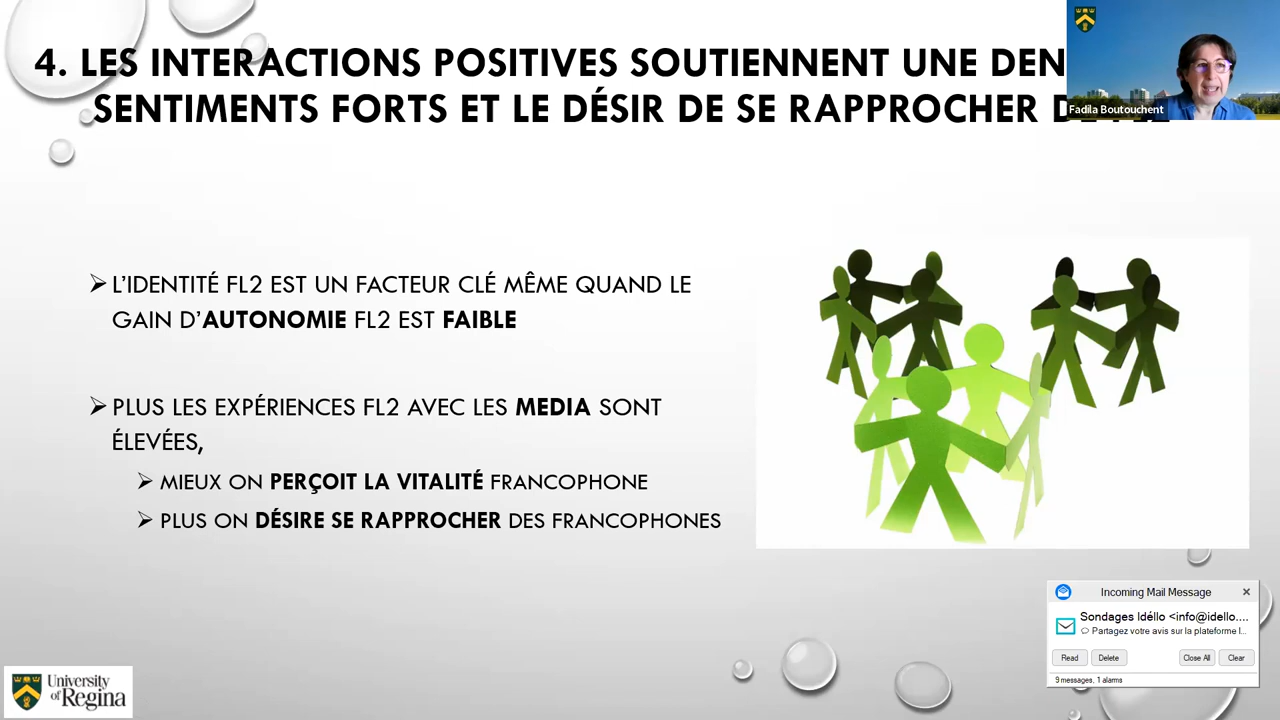 4. LES INTERACTIONS POSITIVES SOUTIENNENT UNE DEN
SENTIMENTS FORTS ET LE DÉSIR DE SE RAPPROCHER
Fadila Boutouchent
L'IDENTITÉ FL2 EST UN FACTEUR CLÉ MÊME QUAND LE
GAIN D'AUTONOMIE FL2 EST FAIBLE
PLUS LES EXPÉRIENCES FL2 AVEC LES MEDIA SONT
ÉLEVÉES,
MIEUX ON PERÇOIT LA VITALITÉ FRANCOPHONE
PLUS ON DÉSIRE SE RAPPROCHER DES FRANCOPHONES
Incoming Mail Message
Sondages Idéllo <info@idello....
Partagez votre avis sur la plateforme I...
Read Delete Close All Clear
9 messages, 1 alarms
University
of Regina